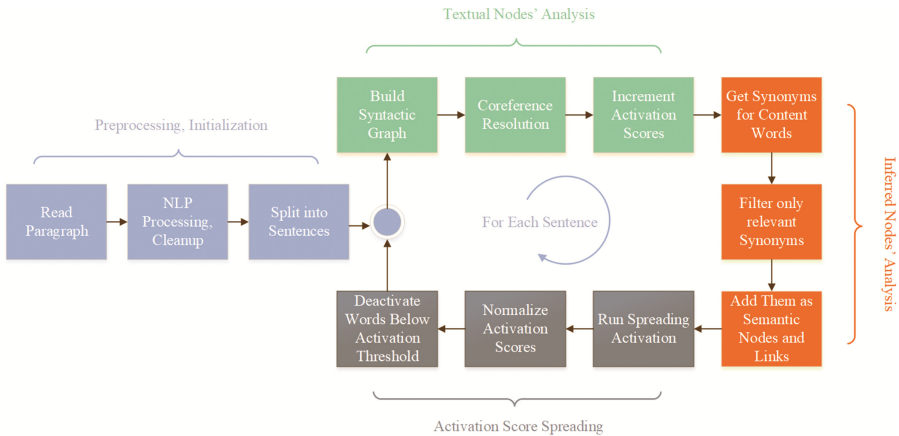 Textual Nodes' Analysis
Build
Syntactic
Graph
Coreference
Resolution
Increment
Activation
Scores
Get Synonyms
for Content
Words
Preprocessing, Initialization
Read
Paragraph
NLP
Processing,
Cleanup
Split into
Sentences
For Each Sentence
Filter only
relevant
Synonyms
Inferred Nodes' Analysis
Deactivate
Words Below
Activation
Threshold
Normalize
Activation
Scores
Run Spreading
Activation
Add Them as
Semantic
Nodes and
Links
Activation Score Spreading